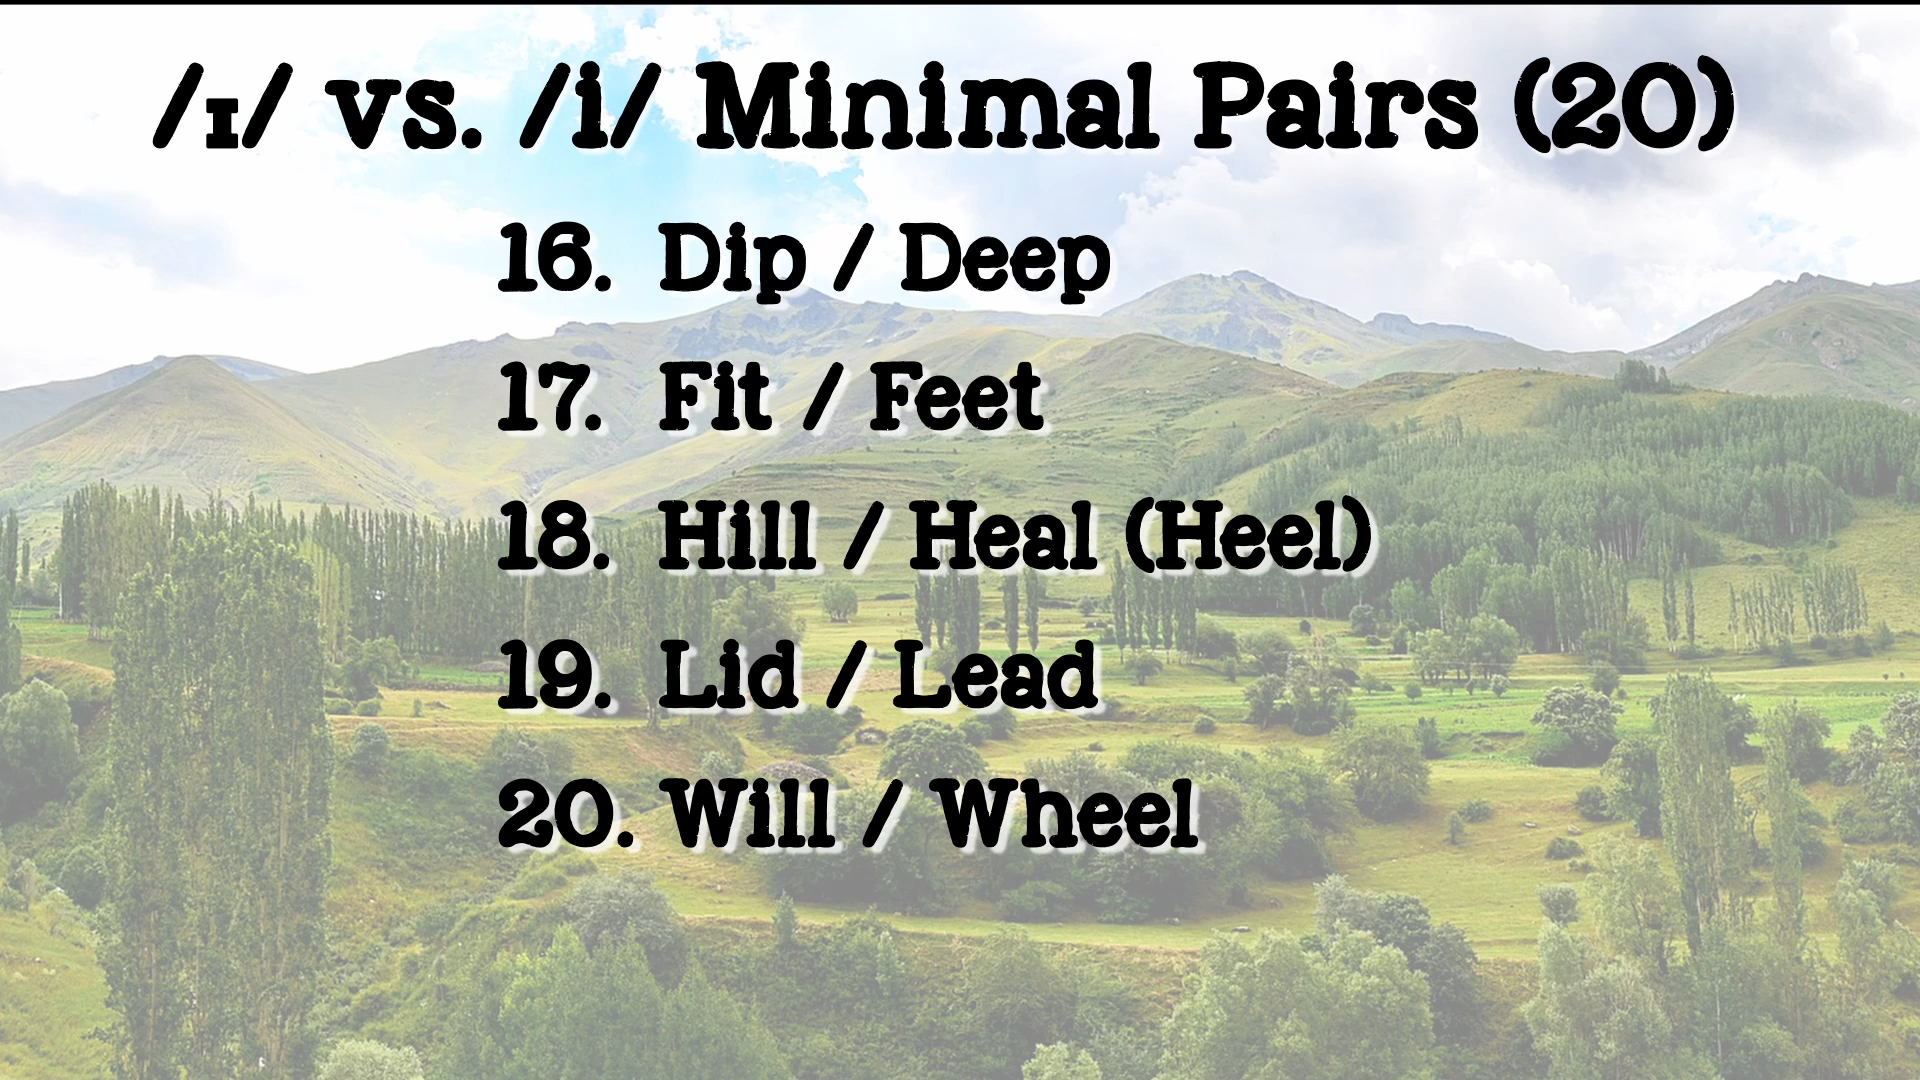 /ɪ/ vs. /i/ Minimal Pairs (20)
16. Dip / Deep
17. Fit / Feet
18. Hill / Heal (Heel)
19. Lid / Lead
20. Will / Wheel